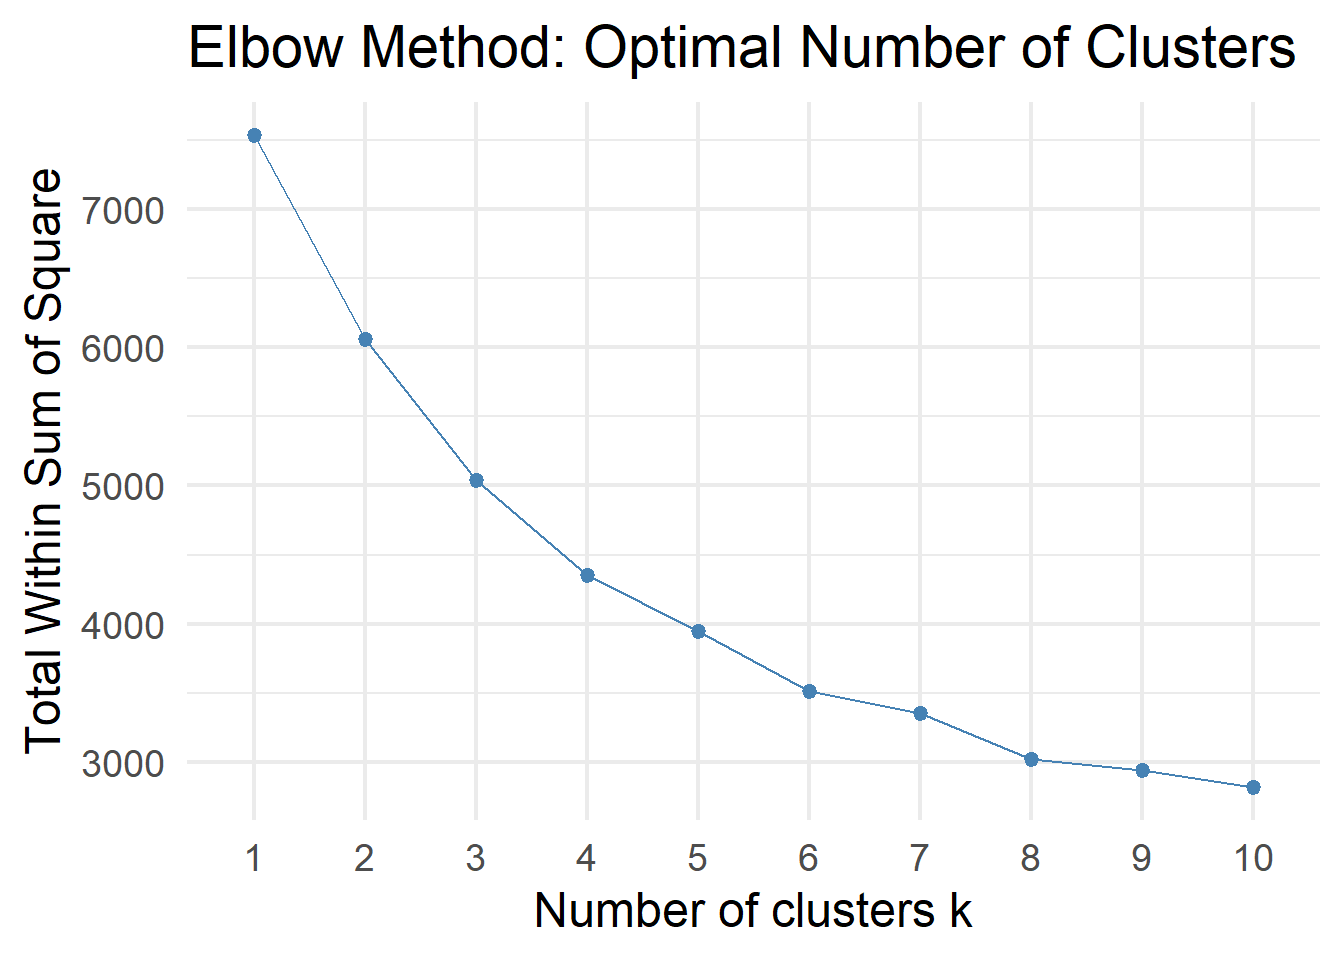 Elbow Method: Optimal Number of Clusters
Total Within Sum of Square
7000
6000
5000
4000
3000
1 2 3 4 5 6 7 8 9 10
Number of clusters k